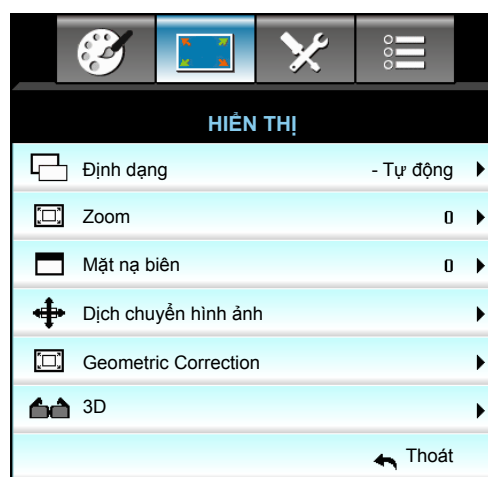 HIỂN THỊ
Định dạng - Tự động
Zoom 0
Mặt nạ biên 0
Dịch chuyển hình ảnh
Geometric Correction
3D
Thoát